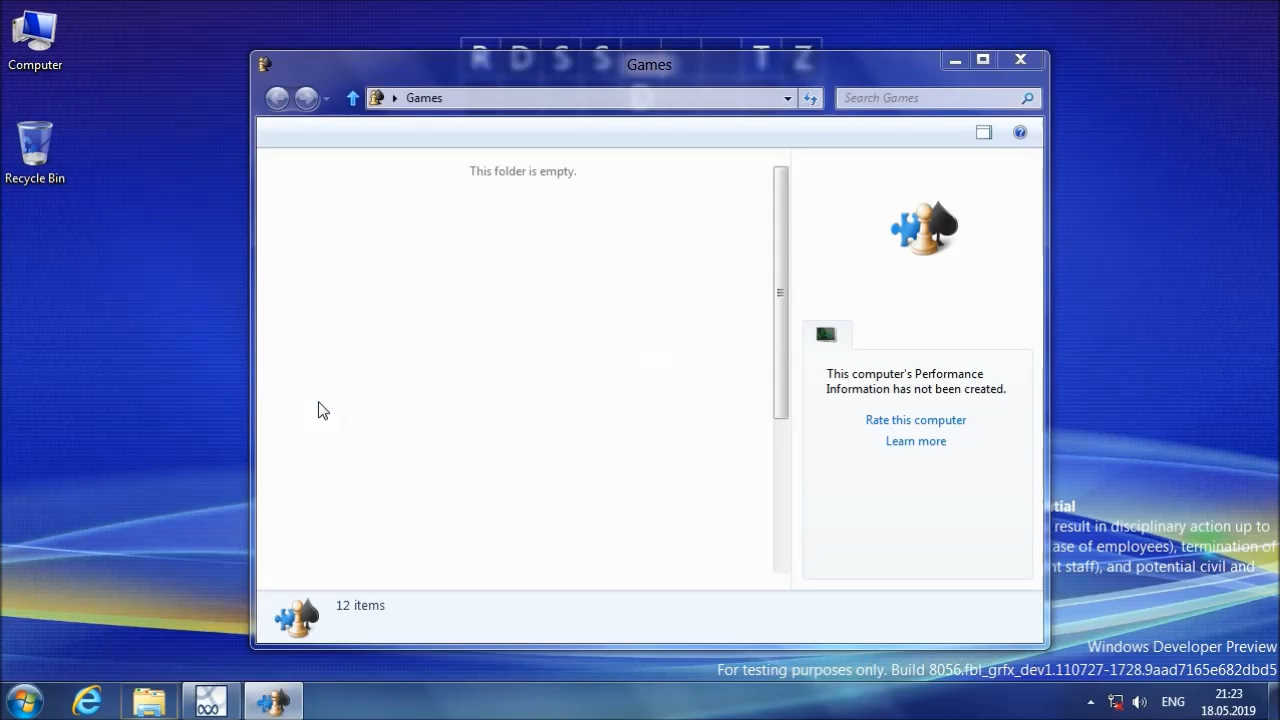 Computer
Recycle Bin
R D S S T Z
Games
Games
Search Games
This folder is empty.
This computer's Performance
Information has not been created.
Rate this computer
Learn more
12 items
tial
result in disciplinary action up to
ase of employees), termination of
t staff), and potential civil and
Windows Developer Preview
For testing purposes only. Build 8056.fbl_grfx_dev1.110727-1728.9aad7165e682dbd5
ENG
21:23
18.05.2019